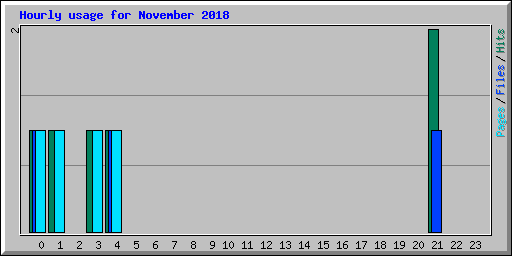 Hourly usage for November 2018
2
Pages/Files/Hits
0 1 2 3 4 5 6 7 8 9 10 11 12 13 14 15 16 17 18 19 20 21 22 23